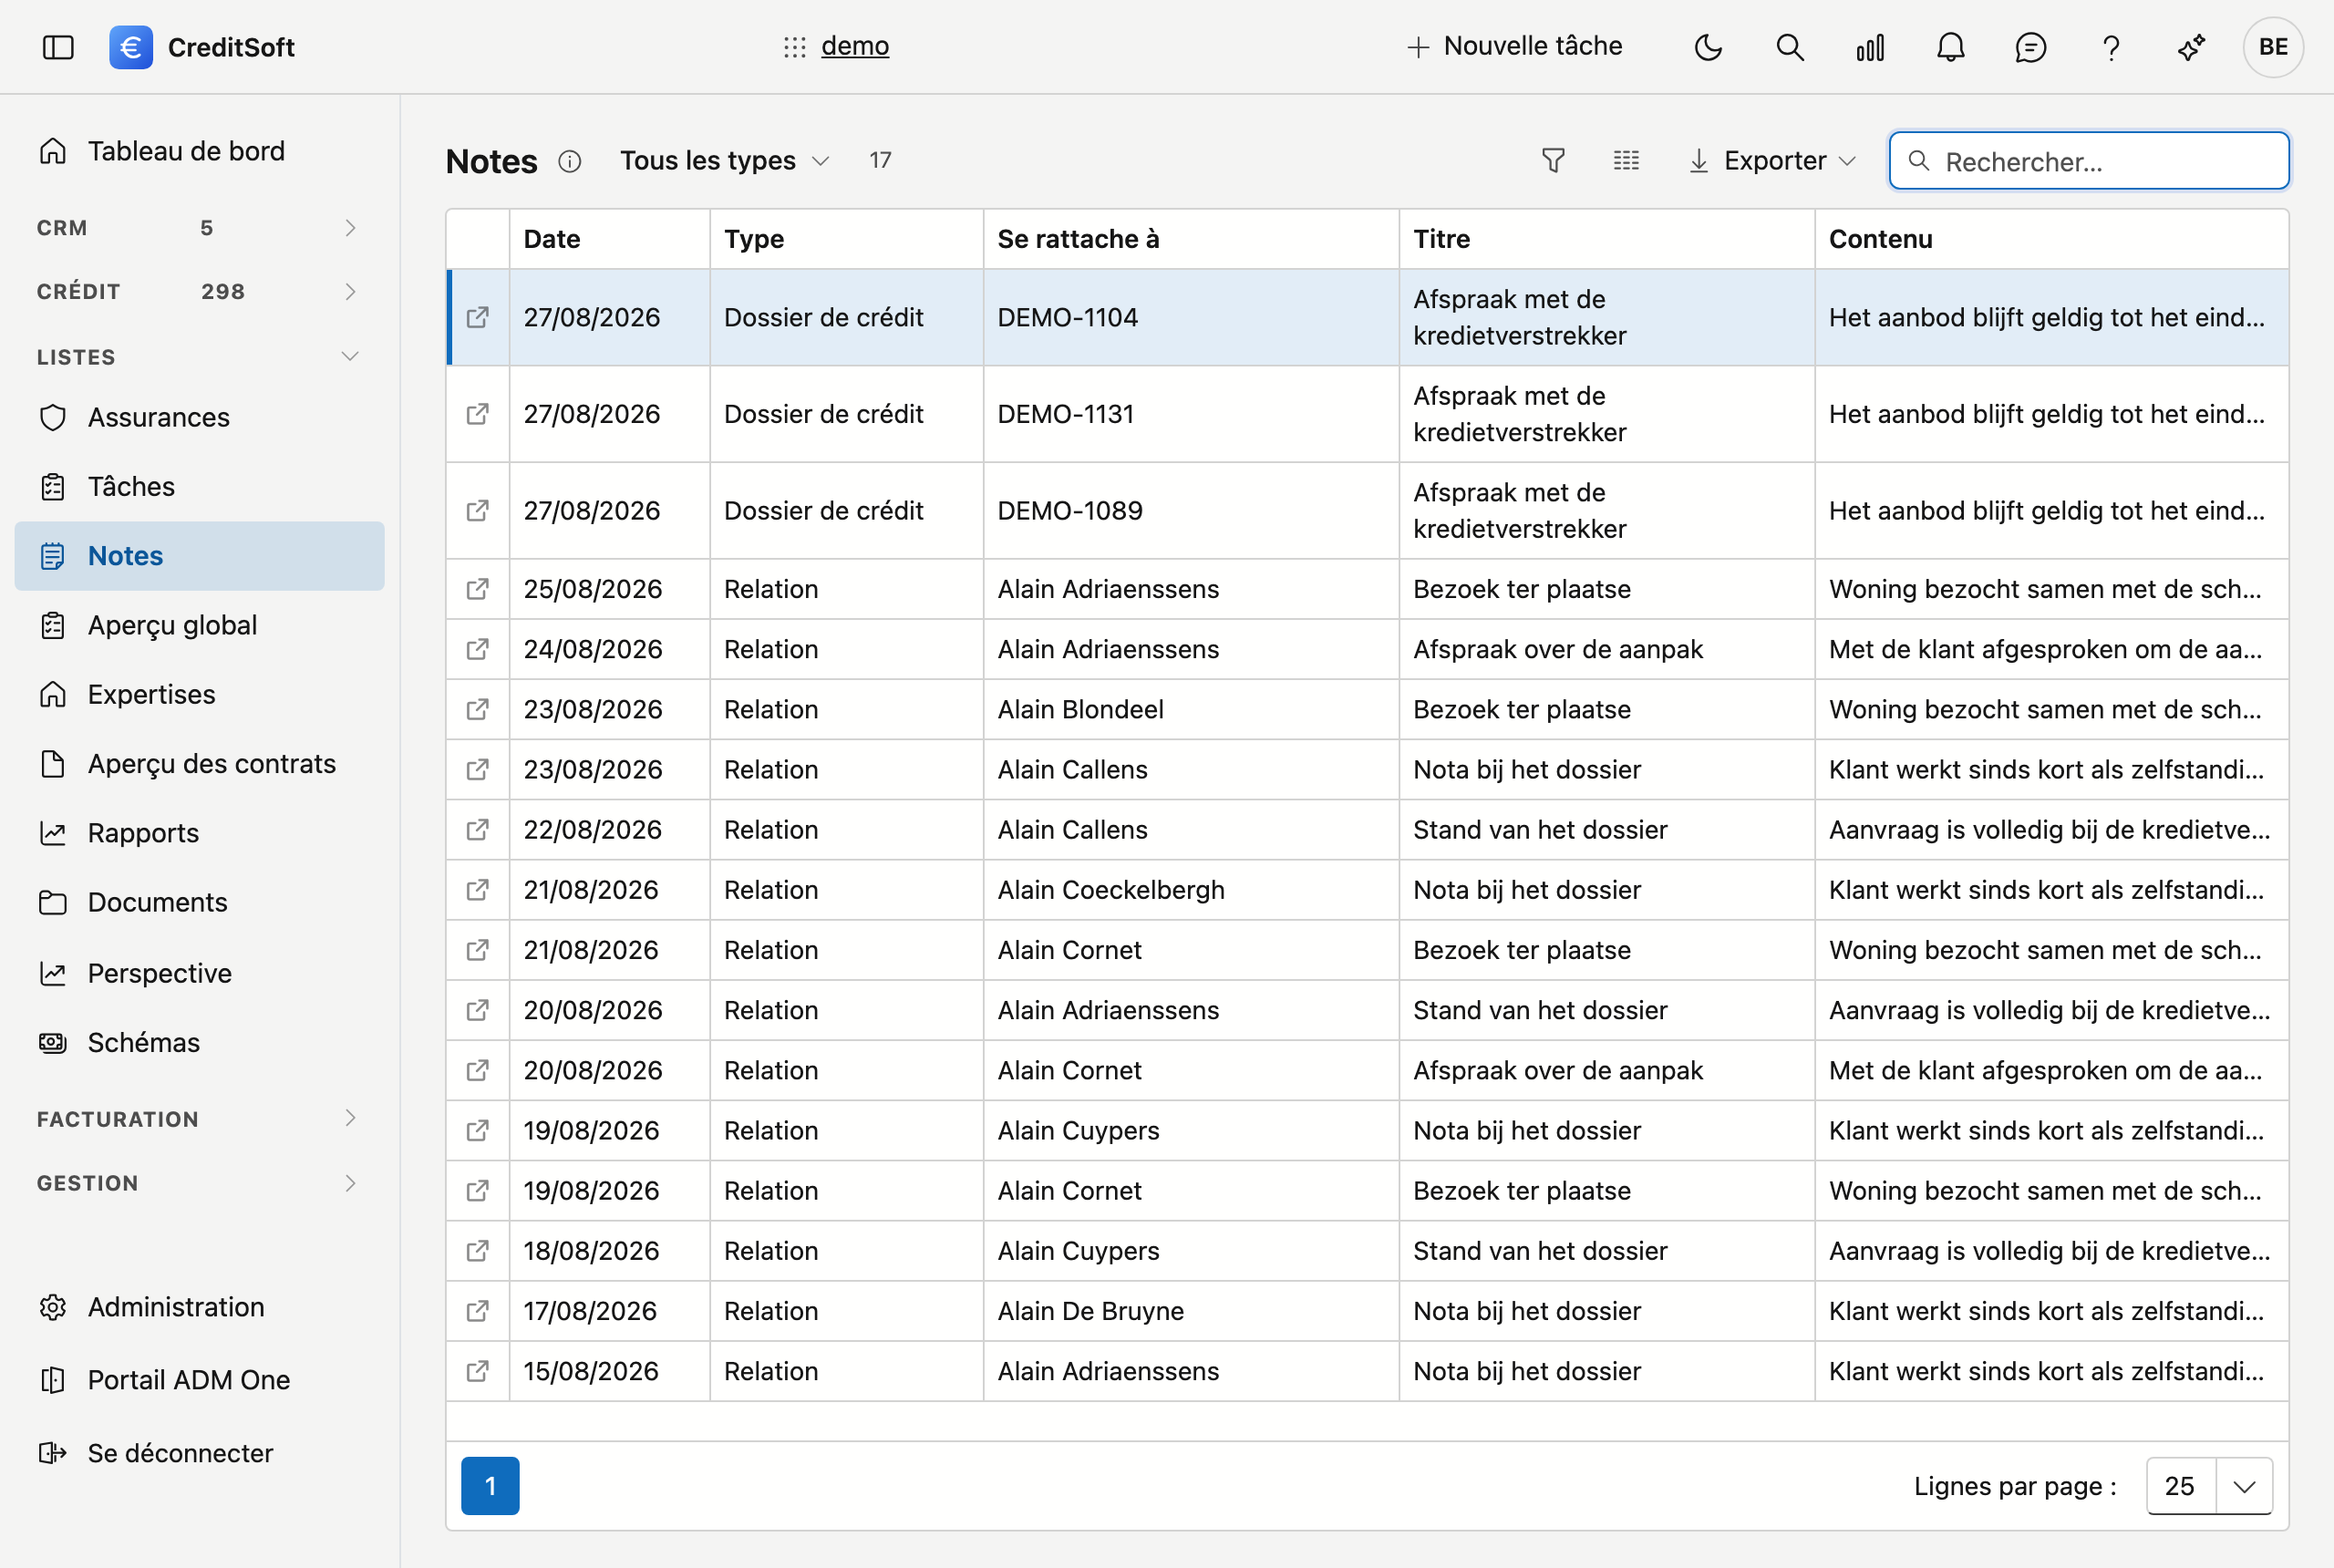 € CreditSoft
demo
Nouvelle tâche
BE
Tableau de bord
CRM 5
CRÉDIT 298
LISTES
Assurances
Tâches
Notes
Aperçu global
Expertises
Aperçu des contrats
Rapports
Documents
Perspective
Schémas
FACTURATION
GESTION
Administration
Portail ADM One
Se déconnecter
Notes Tous les types 17
Exporter
Rechercher...
Date Type Se rattache à Titre Contenu
27/08/2026 Dossier de crédit DEMO-1104 Afspraak met de kredietverstrekker Het aanbod blijft geldig tot het eind...
27/08/2026 Dossier de crédit DEMO-1131 Afspraak met de kredietverstrekker Het aanbod blijft geldig tot het eind...
27/08/2026 Dossier de crédit DEMO-1089 Afspraak met de kredietverstrekker Het aanbod blijft geldig tot het eind...
25/08/2026 Relation Alain Adriaenssens Bezoek ter plaatse Woning bezocht samen met de sch...
24/08/2026 Relation Alain Adriaenssens Afspraak over de aanpak Met de klant afgesproken om de aa...
23/08/2026 Relation Alain Blondeel Bezoek ter plaatse Woning bezocht samen met de sch...
23/08/2026 Relation Alain Callens Nota bij het dossier Klant werkt sinds kort als zelfstandi...
22/08/2026 Relation Alain Callens Stand van het dossier Aanvraag is volledig bij de kredietve...
21/08/2026 Relation Alain Coeckelbergh Nota bij het dossier Klant werkt sinds kort als zelfstandi...
21/08/2026 Relation Alain Cornet Bezoek ter plaatse Woning bezocht samen met de sch...
20/08/2026 Relation Alain Adriaenssens Stand van het dossier Aanvraag is volledig bij de kredietve...
20/08/2026 Relation Alain Cornet Afspraak over de aanpak Met de klant afgesproken om de aa...
19/08/2026 Relation Alain Cuypers Nota bij het dossier Klant werkt sinds kort als zelfstandi...
19/08/2026 Relation Alain Cornet Bezoek ter plaatse Woning bezocht samen met de sch...
18/08/2026 Relation Alain Cuypers Stand van het dossier Aanvraag is volledig bij de kredietve...
17/08/2026 Relation Alain De Bruyne Nota bij het dossier Klant werkt sinds kort als zelfstandi...
15/08/2026 Relation Alain Adriaenssens Nota bij het dossier Klant werkt sinds kort als zelfstandi...
1
Lignes par page : 25